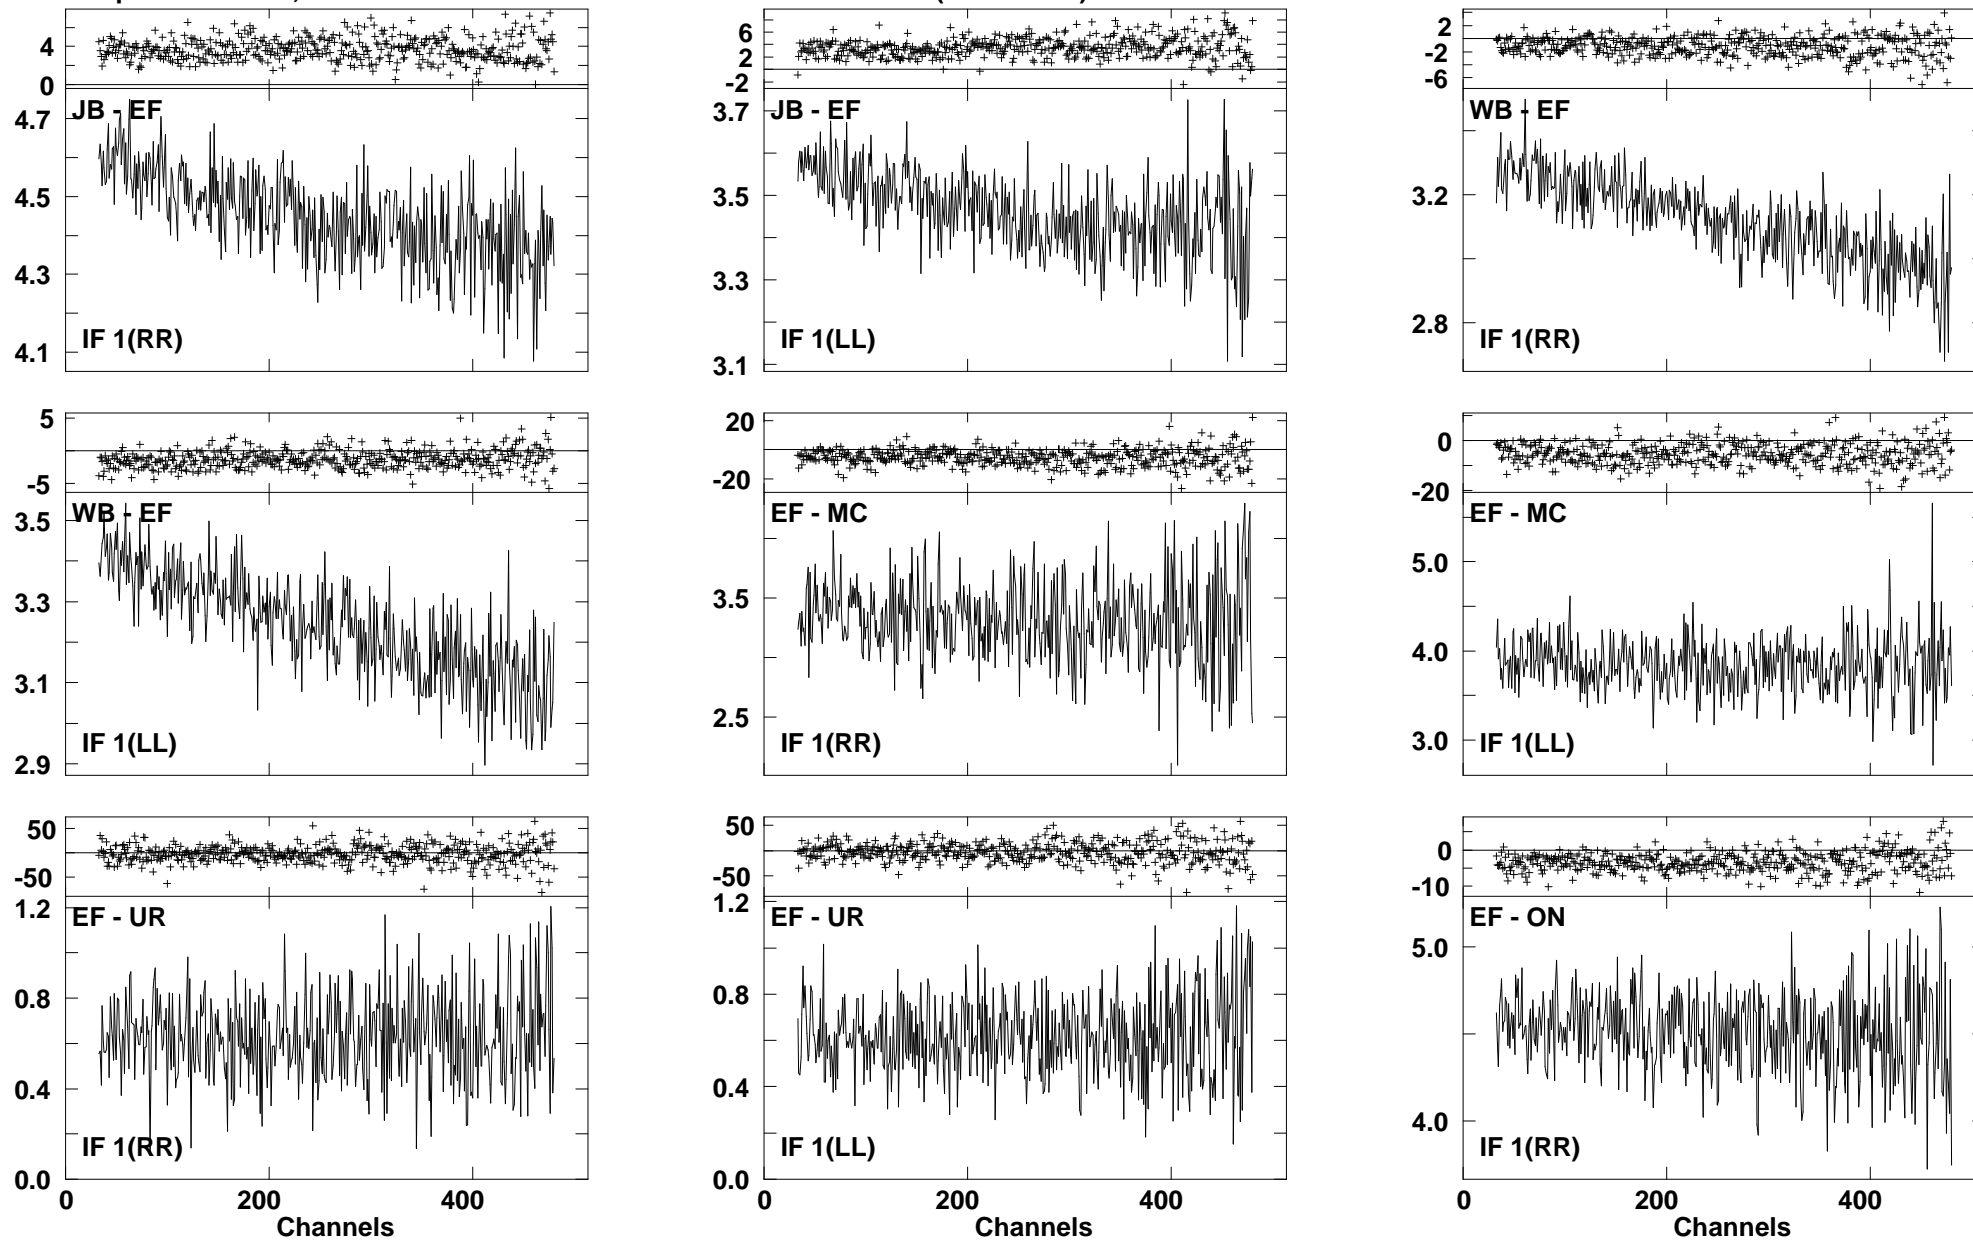 4
0
JB - EF
4.7
4.5
4.3
4.1
IF 1(RR)
6
2
-2
JB - EF
3.7
3.5
3.3
3.1
IF 1(LL)
2
-2
-6
WB - EF
3.2
2.8
IF 1(RR)
5
-5
WB - EF
3.5
3.3
3.1
2.9
IF 1(LL)
20
-20
EF - MC
3.5
2.5
IF 1(RR)
0
-20
EF - MC
5.0
4.0
3.0
IF 1(LL)
50
-50
EF - UR
1.2
0.8
0.4
0.0
IF 1(RR)
0 200 400
Channels
50
-50
EF - UR
1.2
0.8
0.4
0.0
IF 1(LL)
0 200 400
Channels
0
-10
EF - ON
5.0
4.0
IF 1(RR)
0 200 400
Channels